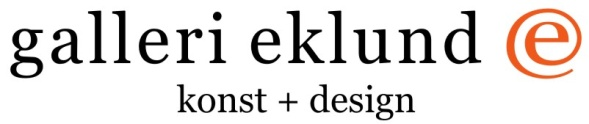 galleri eklund e
konst + design